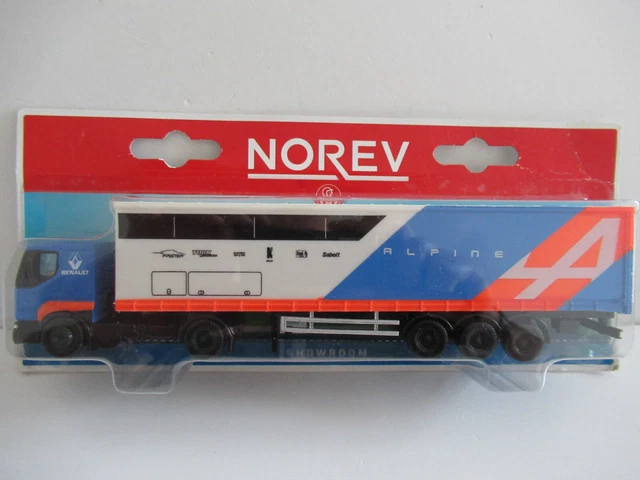 NOREV
RENAULT
ALPINE
Sabelt
SHOWROOM